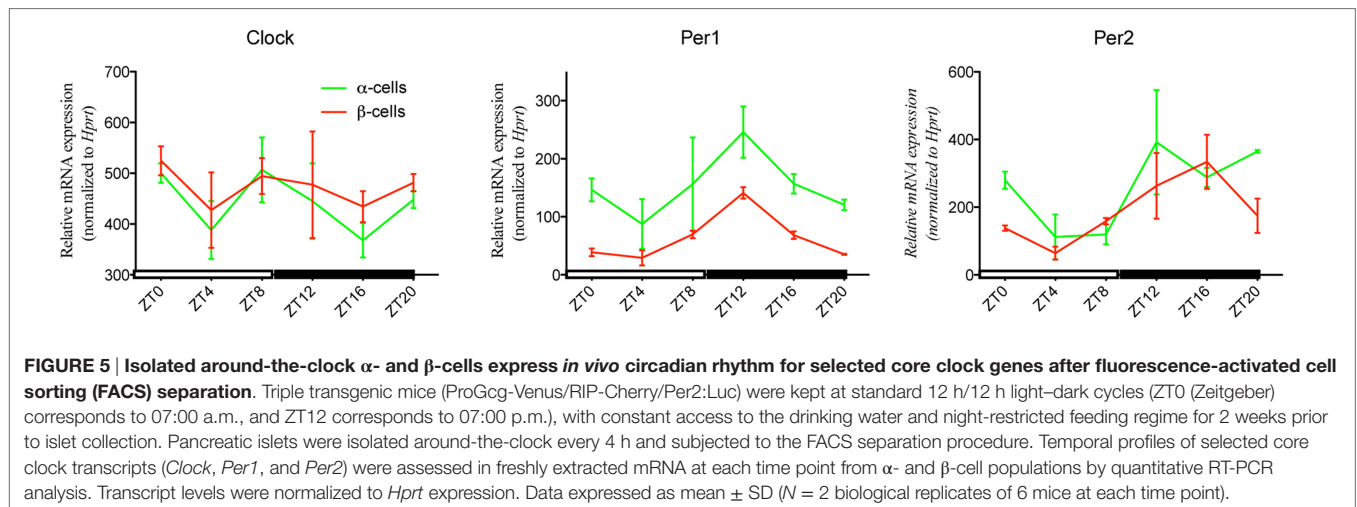 Clock
Relative mRNA expression
(normalized to Hprt)
700
600
500
400
300
α-cells
β-cells
ZT0
ZT4
ZT8
ZT12
ZT16
ZT20
Per1
Relative mRNA expression
(normalized to Hprt)
300
200
100
0
ZT0
ZT4
ZT8
ZT12
ZT16
ZT20
Per2
Relative mRNA expression
(normalized to Hprt)
600
400
200
0
ZT0
ZT4
ZT8
ZT12
ZT16
ZT20
FIGURE 5 | Isolated around-the-clock α- and β-cells express in vivo circadian rhythm for selected core clock genes after fluorescence-activated cell
sorting (FACS) separation. Triple transgenic mice (ProGcg-Venus/RIP-Cherry/Per2:Luc) were kept at standard 12 h/12 h light–dark cycles (ZT0 (Zeitgeber)
corresponds to 07:00 a.m., and ZT12 corresponds to 07:00 p.m.), with constant access to the drinking water and night-restricted feeding regime for 2 weeks prior
to islet collection. Pancreatic islets were isolated around-the-clock every 4 h and subjected to the FACS separation procedure. Temporal profiles of selected core
clock transcripts (Clock, Per1, and Per2) were assessed in freshly extracted mRNA at each time point from α- and β-cell populations by quantitative RT-PCR
analysis. Transcript levels were normalized to Hprt expression. Data expressed as mean ± SD (N = 2 biological replicates of 6 mice at each time point).